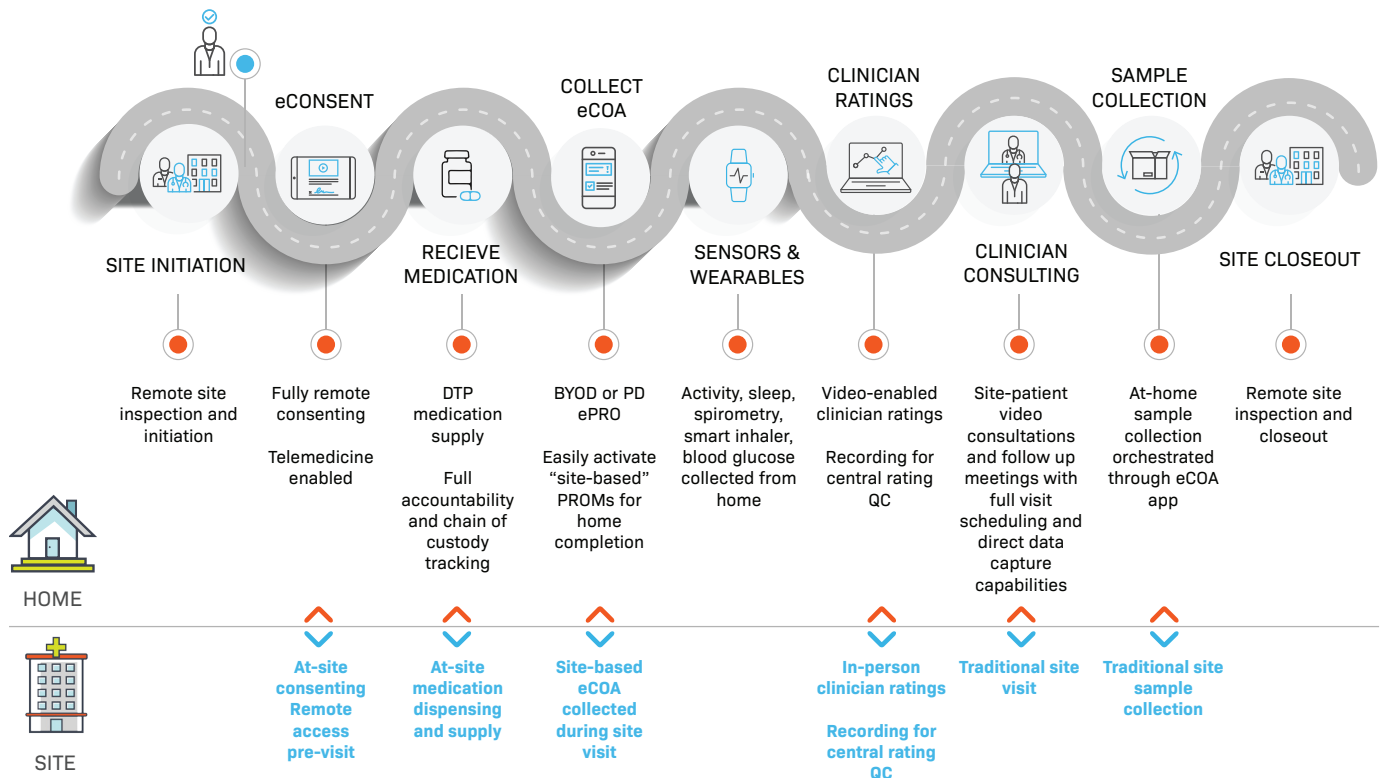 eCONSENT
COLLECT
eCOA
CLINICIAN
RATINGS
SAMPLE
COLLECTION
SITE INITIATION
RECIEVE
MEDICATION
SENSORS &
WEARABLES
CLINICIAN
CONSULTING
SITE CLOSEOUT
Remote site
inspection and
initiation
Fully remote
consenting
Telemedicine
enabled
DTP
medication
supply
Full
accountability
and chain of
custody
tracking
BYOD or PD
ePRO
Easily activate
“site-based”
PROMs for
home
completion
Activity, sleep,
spirometry,
smart inhaler,
blood glucose
collected from
home
Video-enabled
clinician ratings
Recording for
central rating
QC
Site-patient
video
consultations
and follow up
meetings with
full visit
scheduling and
direct data
capture
capabilities
At-home
sample
collection
orchestrated
through eCOA
app
Remote site
inspection and
closeout
HOME
At-site
consenting
Remote
access
pre-visit
At-site
medication
dispensing
and supply
Site-based
eCOA
collected
during site
visit
In-person
clinician ratings
Recording for
central rating
QC
Traditional site
visit
Traditional site
sample
collection
SITE